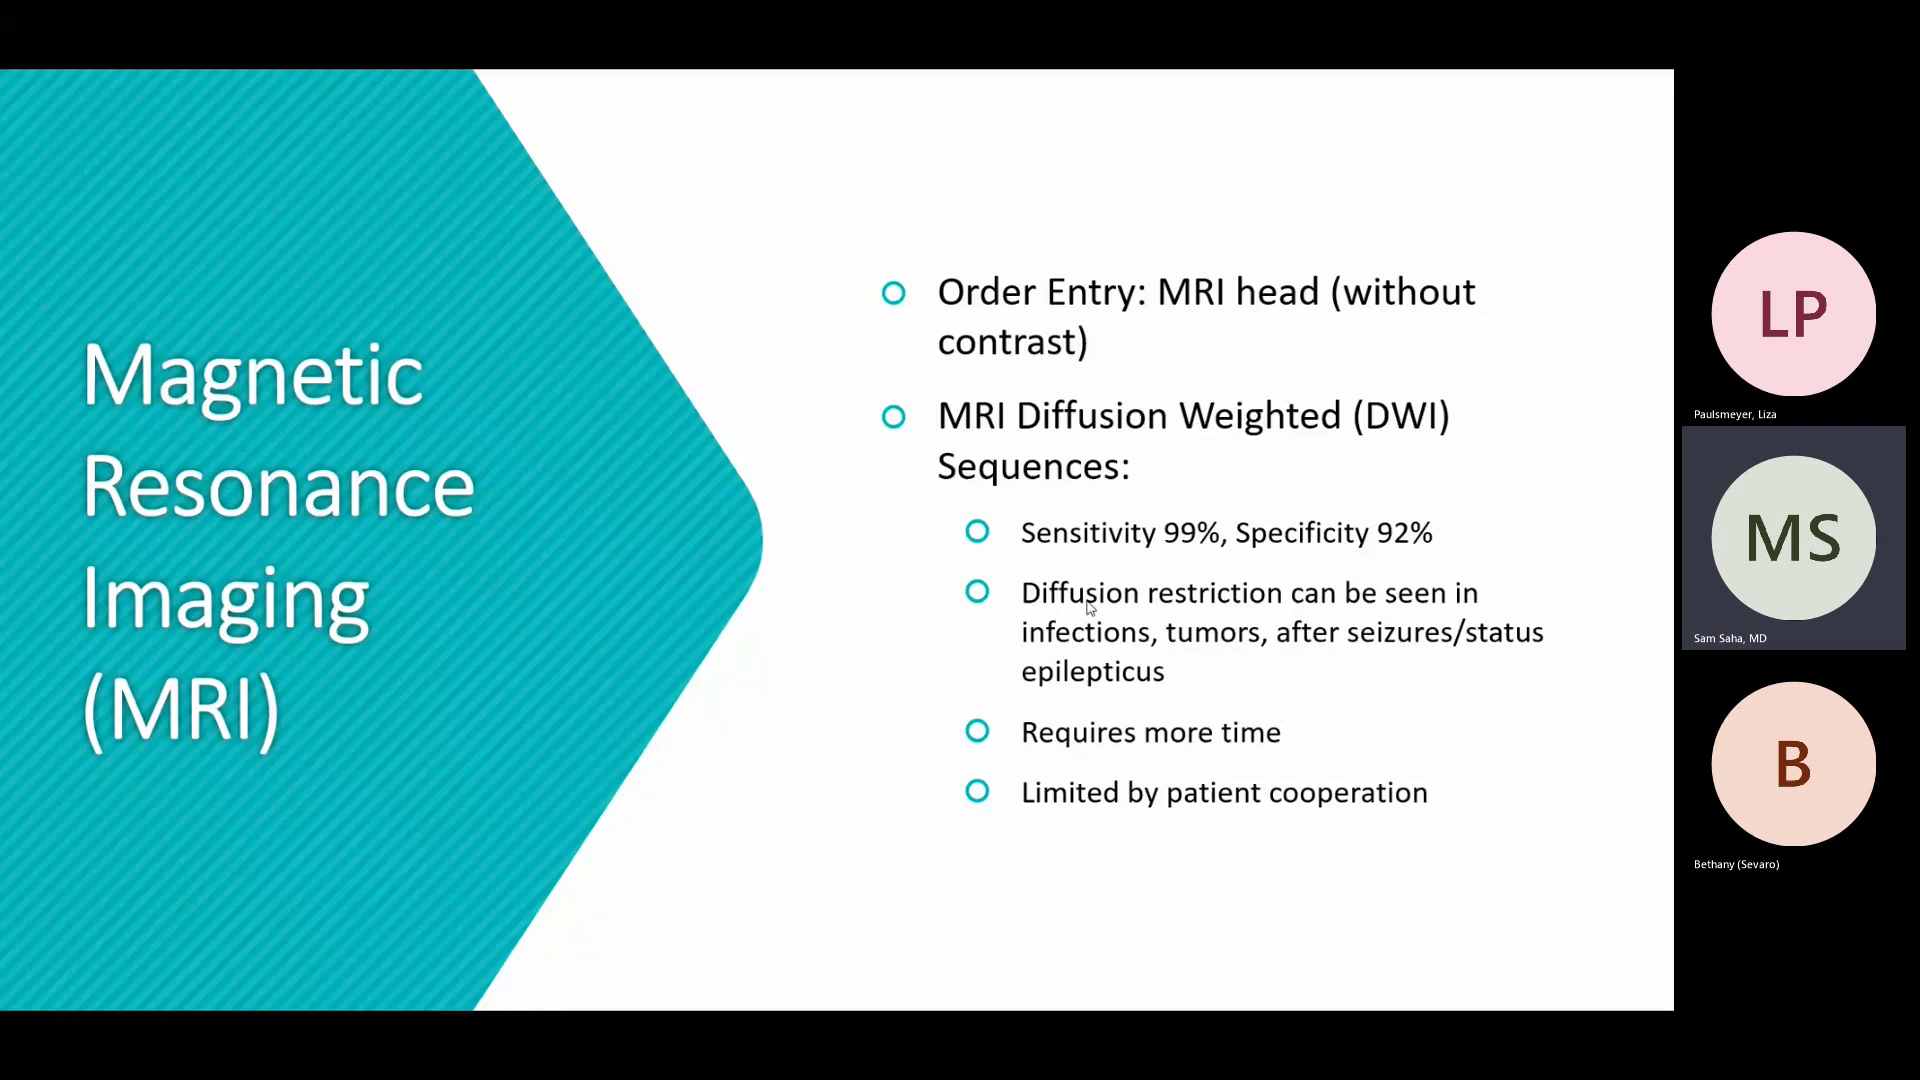 Magnetic
Resonance
Imaging
(MRI)
Order Entry: MRI head (without
contrast)
MRI Diffusion Weighted (DWI)
Sequences:
Sensitivity 99%, Specificity 92%
Diffusion restriction can be seen in
infections, tumors, after seizures/status
epilepticus
Requires more time
Limited by patient cooperation
LP
Paulsmeyer, Liza
MS
Sam Saha, MD
B
Bethany (Sevaro)